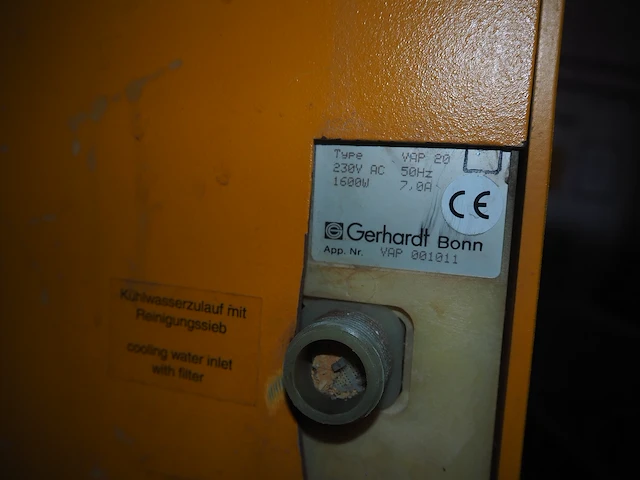 Type VAP 20
230V AC 50Hz
1600W 7,0A
CE
Gerhardt Bonn
App. Nr. VAP 001011
Kühlwasserzulauf mit
Reinigungssieb
cooling water inlet
with filter